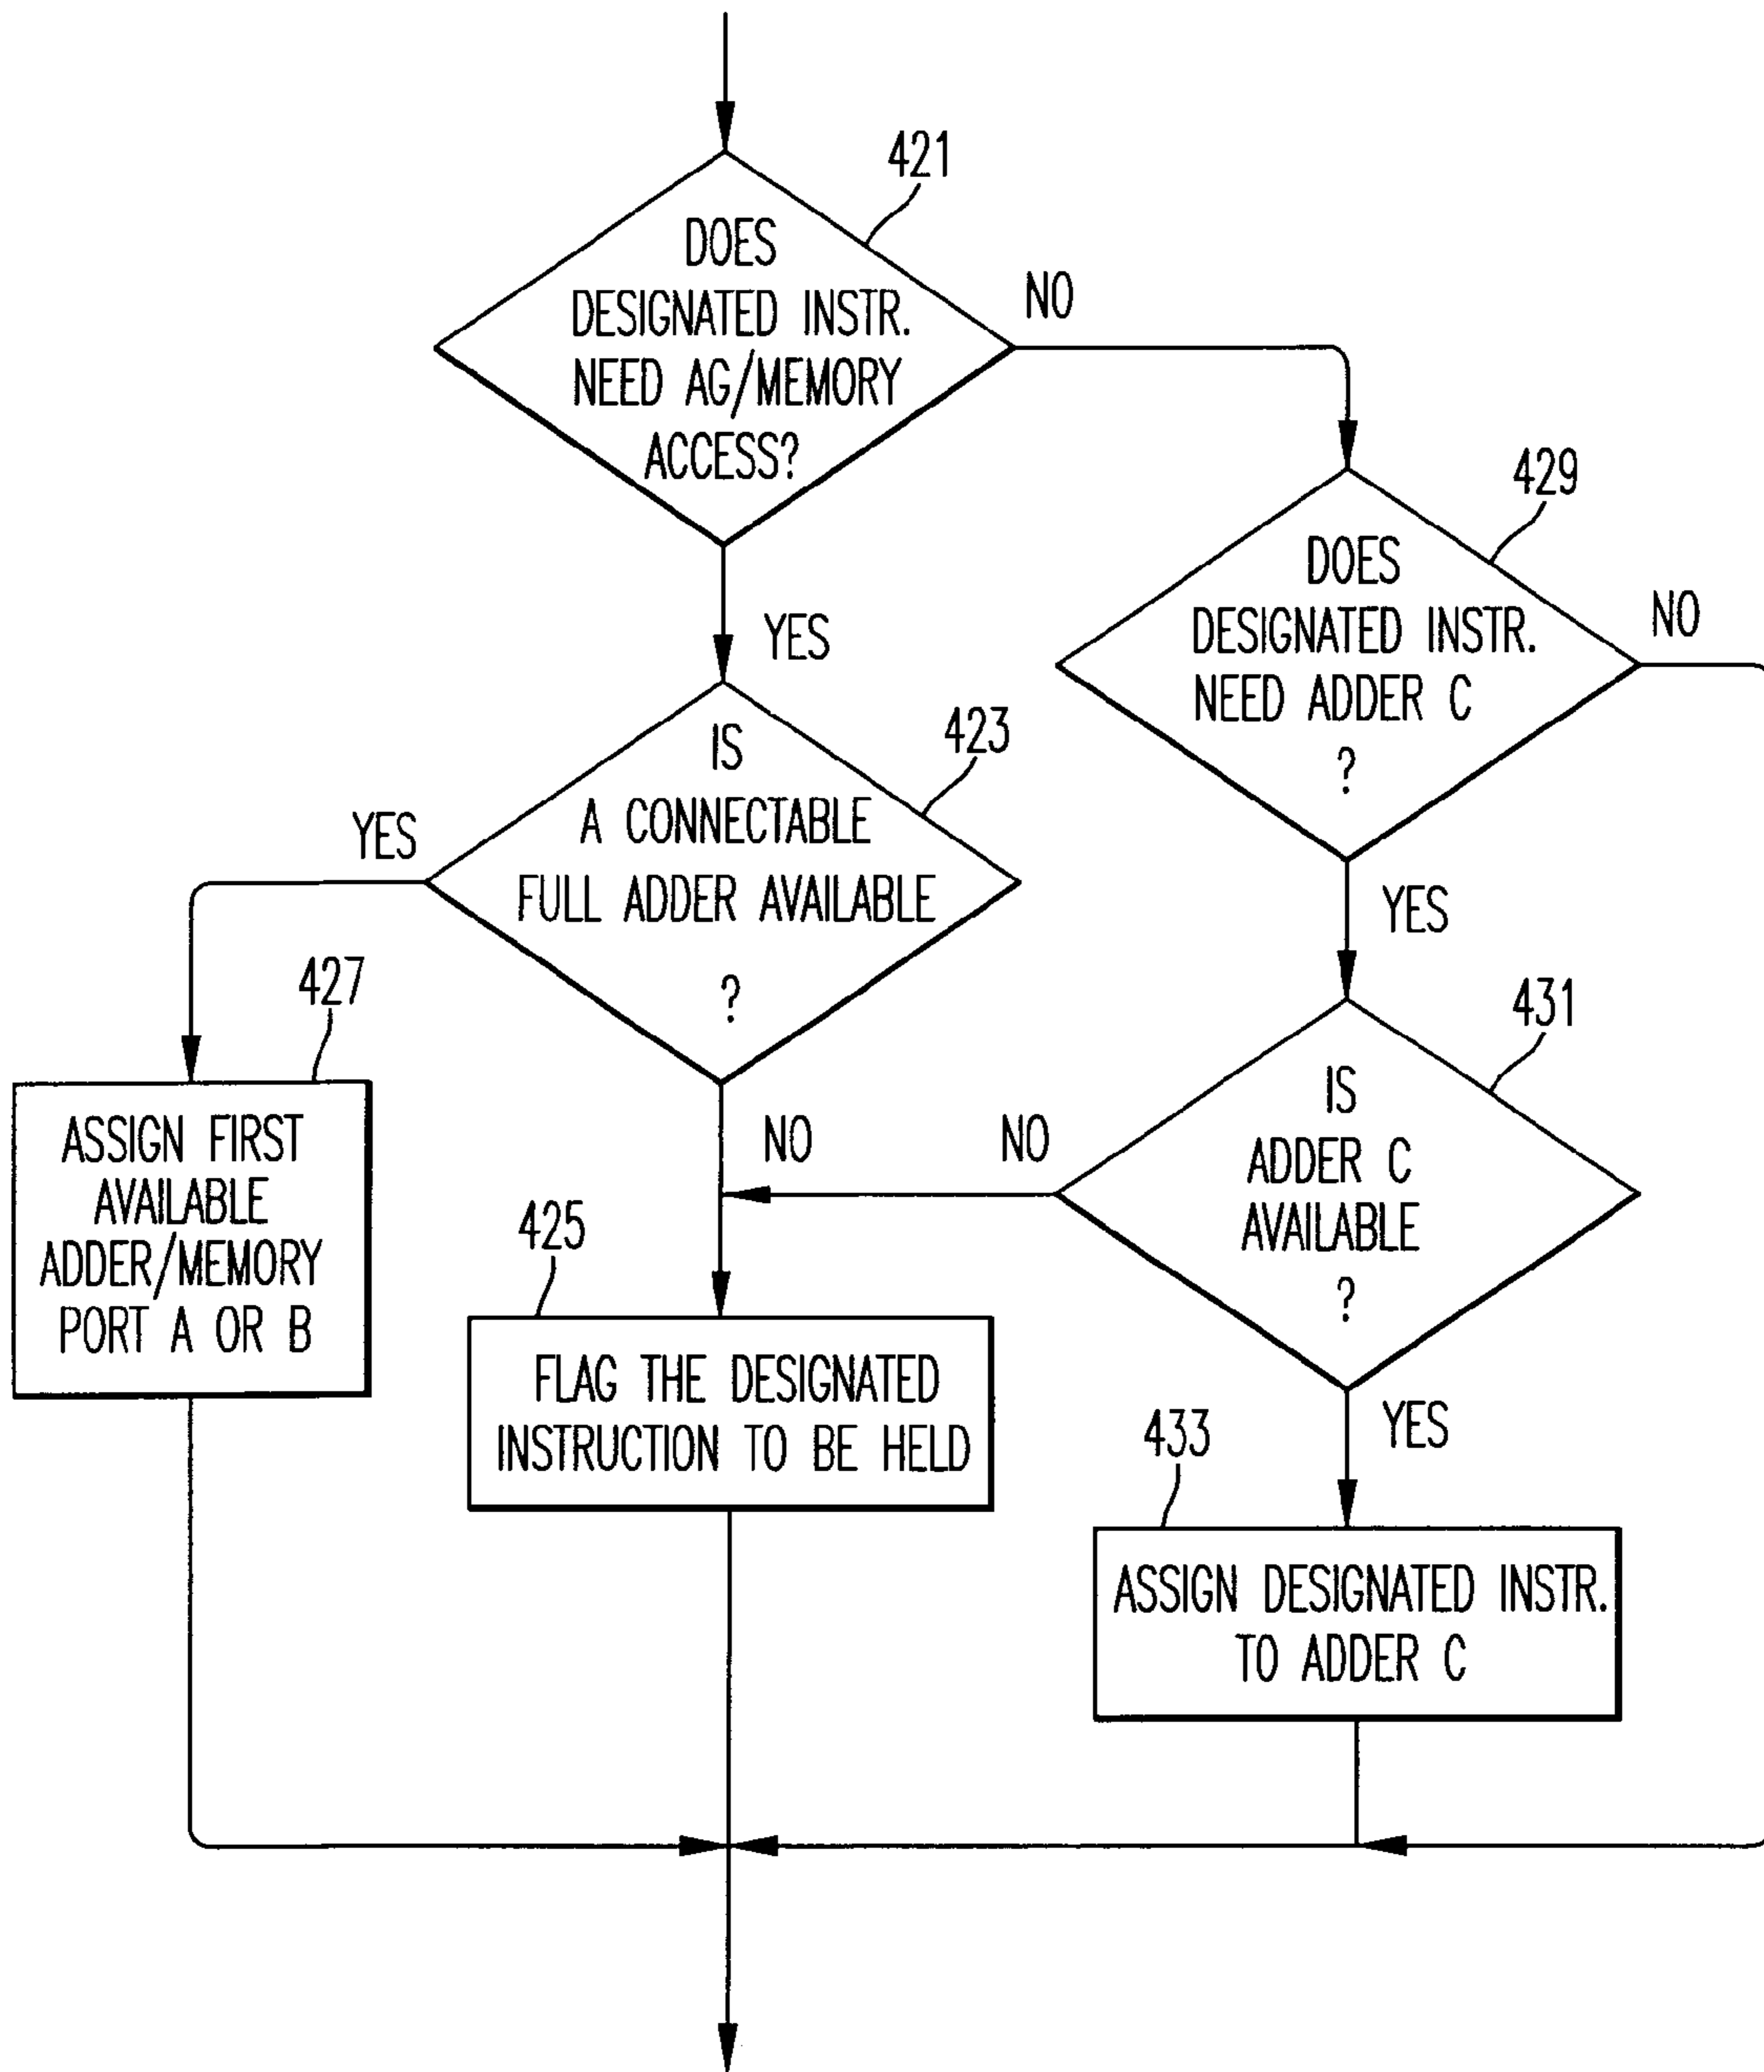 421
DOES
DESIGNATED INSTR.
NEED AG/MEMORY
ACCESS?
NO
YES
429
DOES
DESIGNATED INSTR.
NEED ADDER C
?
NO
YES
423
IS
A CONNECTABLE
FULL ADDER AVAILABLE
?
YES
NO
427
ASSIGN FIRST
AVAILABLE
ADDER/MEMORY
PORT A OR B
431
IS
ADDER C
AVAILABLE
?
NO
YES
425
FLAG THE DESIGNATED
INSTRUCTION TO BE HELD
433
ASSIGN DESIGNATED INSTR.
TO ADDER C